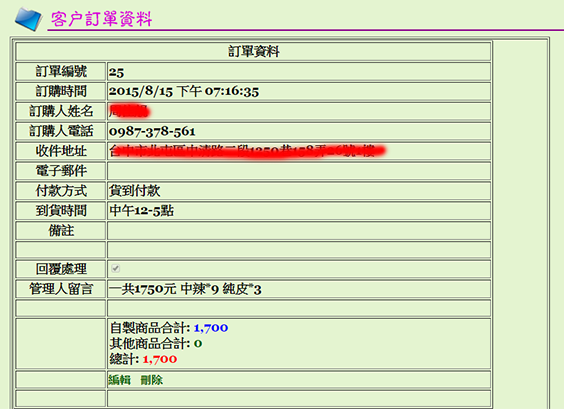 客戶訂單資料
訂單資料
訂單編號 25
訂購時間 2015/8/15 下午 07:16:35
訂購人姓名
訂購人電話 0987-378-561
收件地址
電子郵件
付款方式 貨到付款
到貨時間 中午12-5點
備註
回覆處理
管理人留言 一共1750元 中辣*9 純皮*3
自製商品合計: 1,700
其他商品合計: 0
總計: 1,700
編輯 刪除